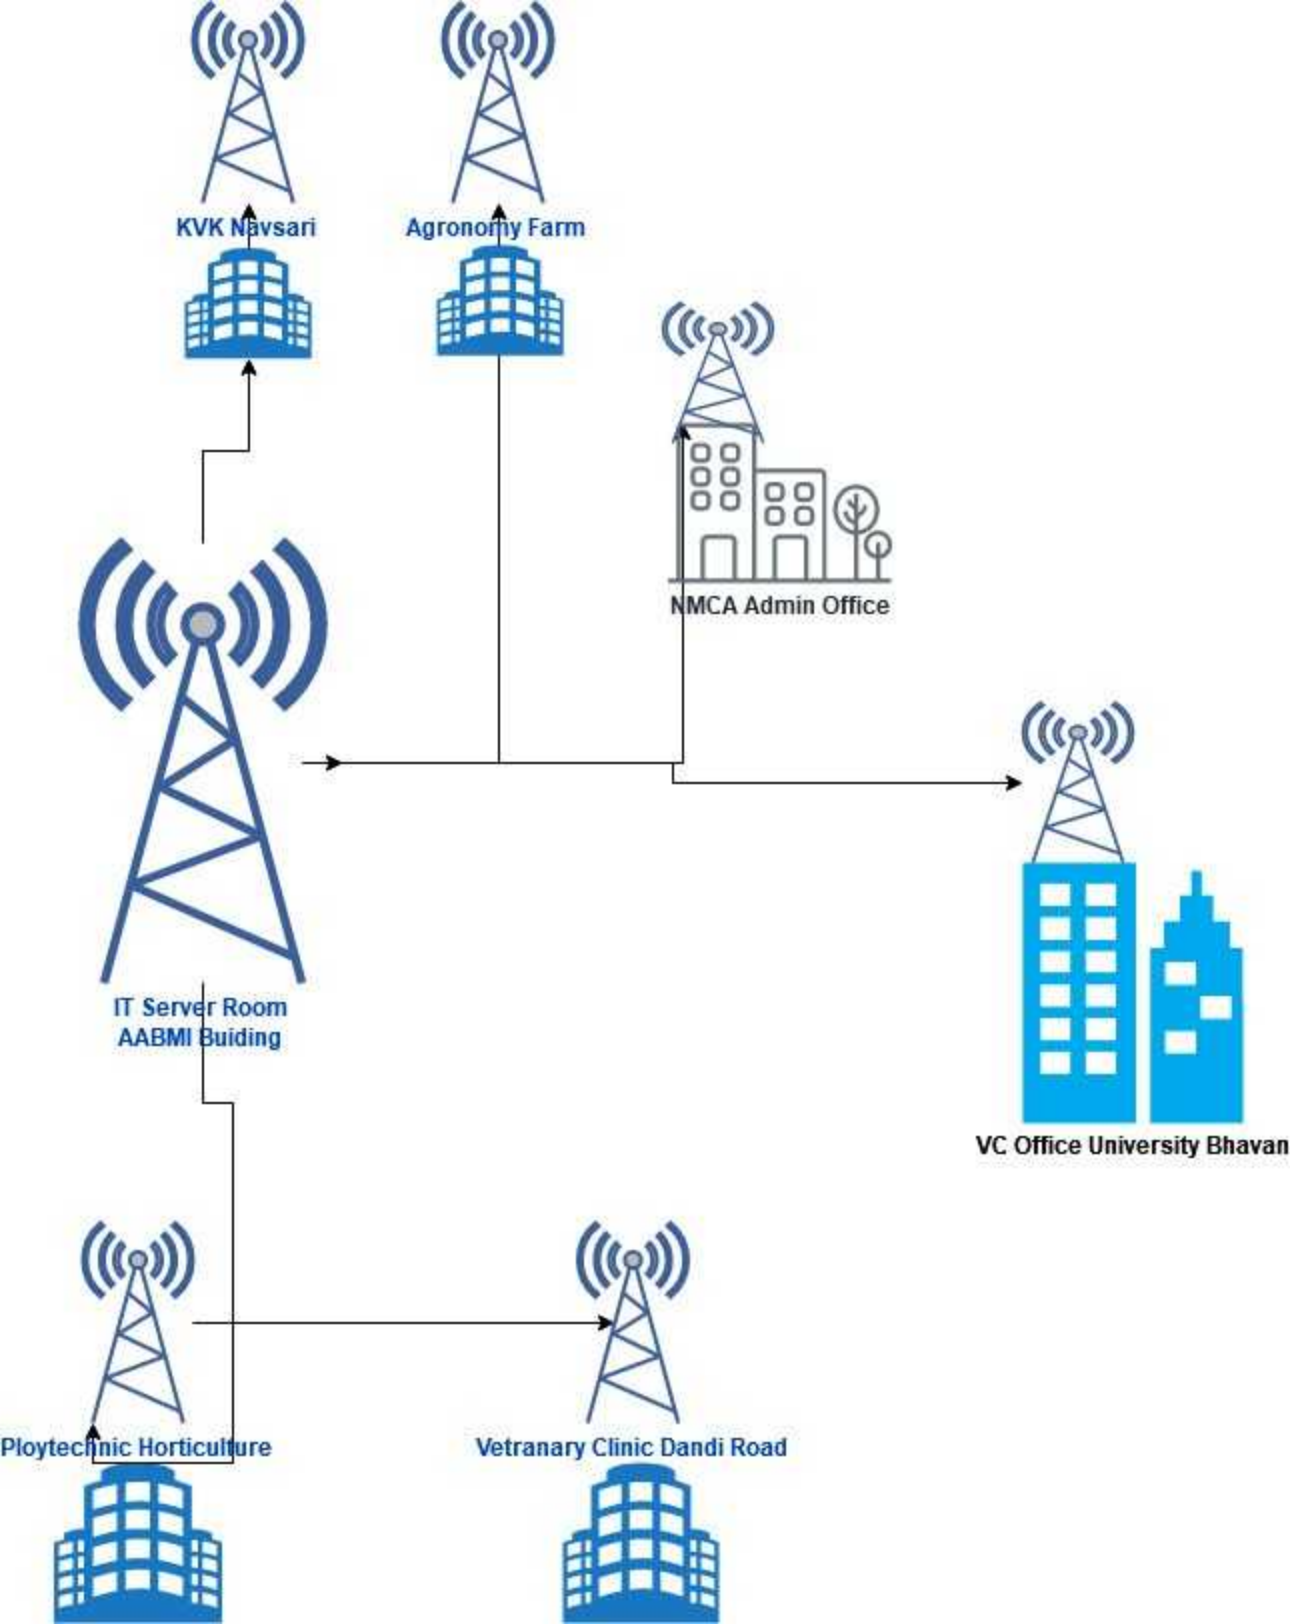 KVK Navsari
Agronomy Farm
NMCA Admin Office
IT Server Room
AABMI Buiding
VC Office University Bhavan
Ploytechnic Horticulture
Vetranary Clinic Dandi Road